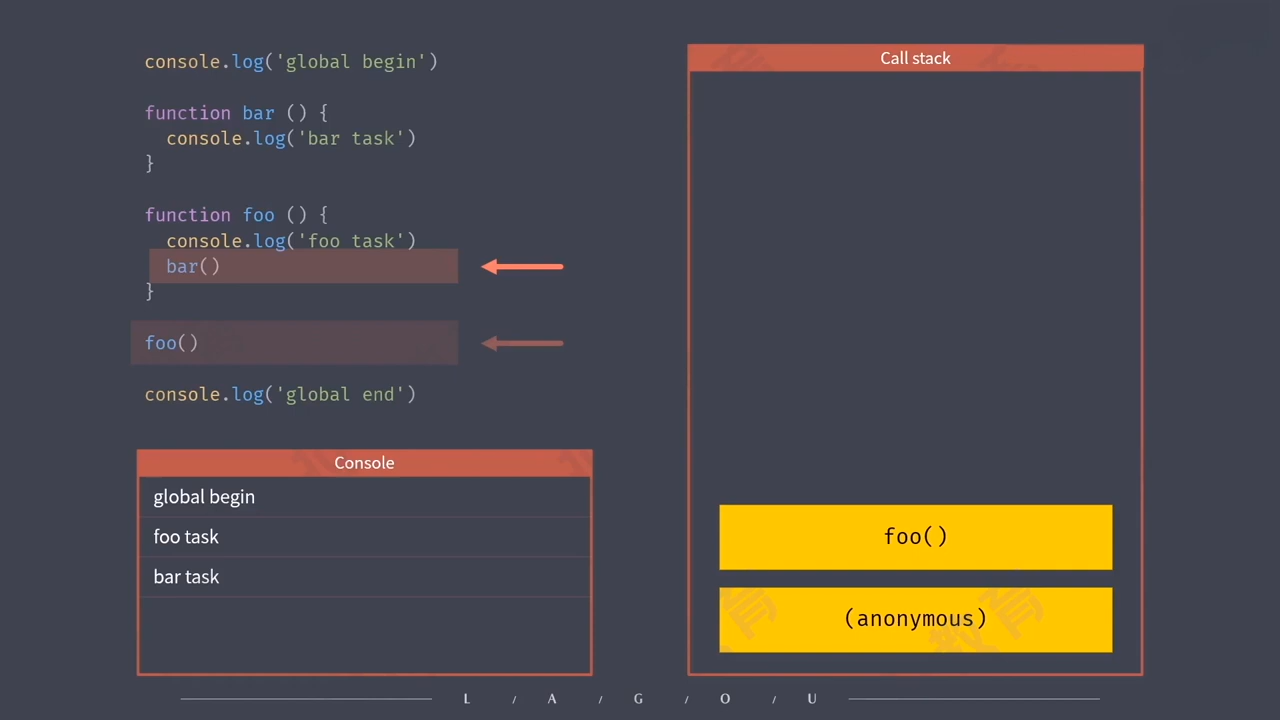 console.log('global begin')
function bar () {
  console.log('bar task')
}
function foo () {
  console.log('foo task')
  bar()
}
foo()
console.log('global end')
Console
global begin
foo task
bar task
Call stack
foo()
(anonymous)
L / A / G / O / U